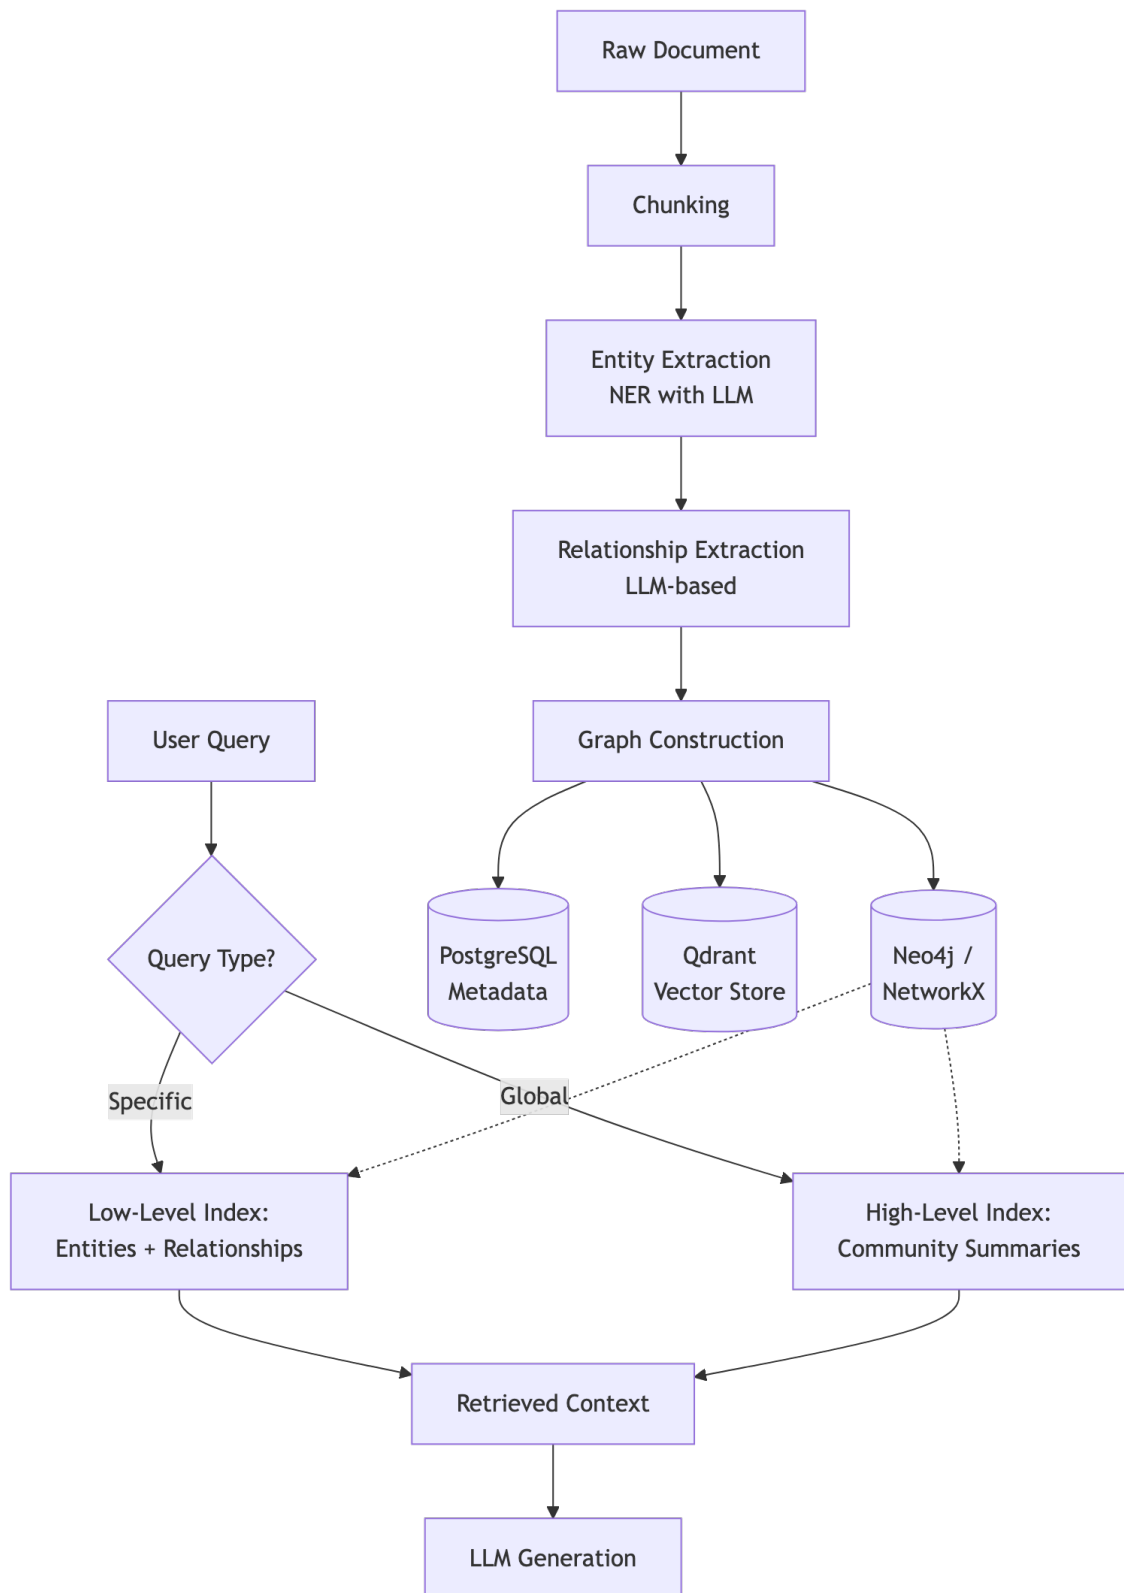 Raw Document
Chunking
Entity Extraction
NER with LLM
Relationship Extraction
LLM-based
User Query
Graph Construction
Query Type?
PostgreSQL
Metadata
Qdrant
Vector Store
Neo4j /
NetworkX
Specific
Global
Low-Level Index:
Entities + Relationships
High-Level Index:
Community Summaries
Retrieved Context
LLM Generation